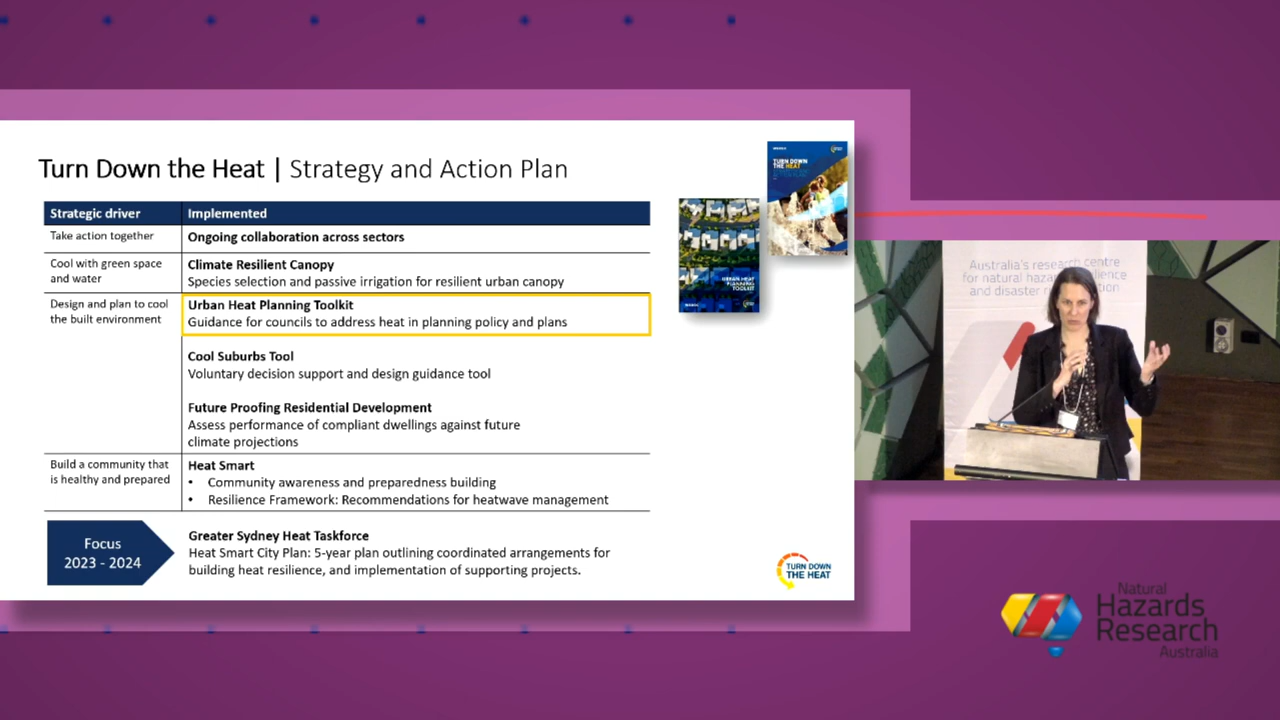 Turn Down the Heat | Strategy and Action Plan
Strategic driver
Implemented
Take action together
Ongoing collaboration across sectors
Cool with green space
and water
Climate Resilient Canopy
Species selection and passive irrigation for resilient urban canopy
Design and plan to cool
the built environment
Urban Heat Planning Toolkit
Guidance for councils to address heat in planning policy and plans
Cool Suburbs Tool
Voluntary decision support and design guidance tool
Future Proofing Residential Development
Assess performance of compliant dwellings against future
climate projections
Build a community that
is healthy and prepared
Heat Smart
• Community awareness and preparedness building
• Resilience Framework: Recommendations for heatwave management
Focus
2023 - 2024
Greater Sydney Heat Taskforce
Heat Smart City Plan: 5-year plan outlining coordinated arrangements for
building heat resilience, and implementation of supporting projects.
TURN DOWN
THE HEAT
URBAN HEAT
PLANNING
TOOLKIT
TURN DOWN
THE HEAT
Australia's research centre
for natural
and disaster
Natural
Hazards
Research
Australia